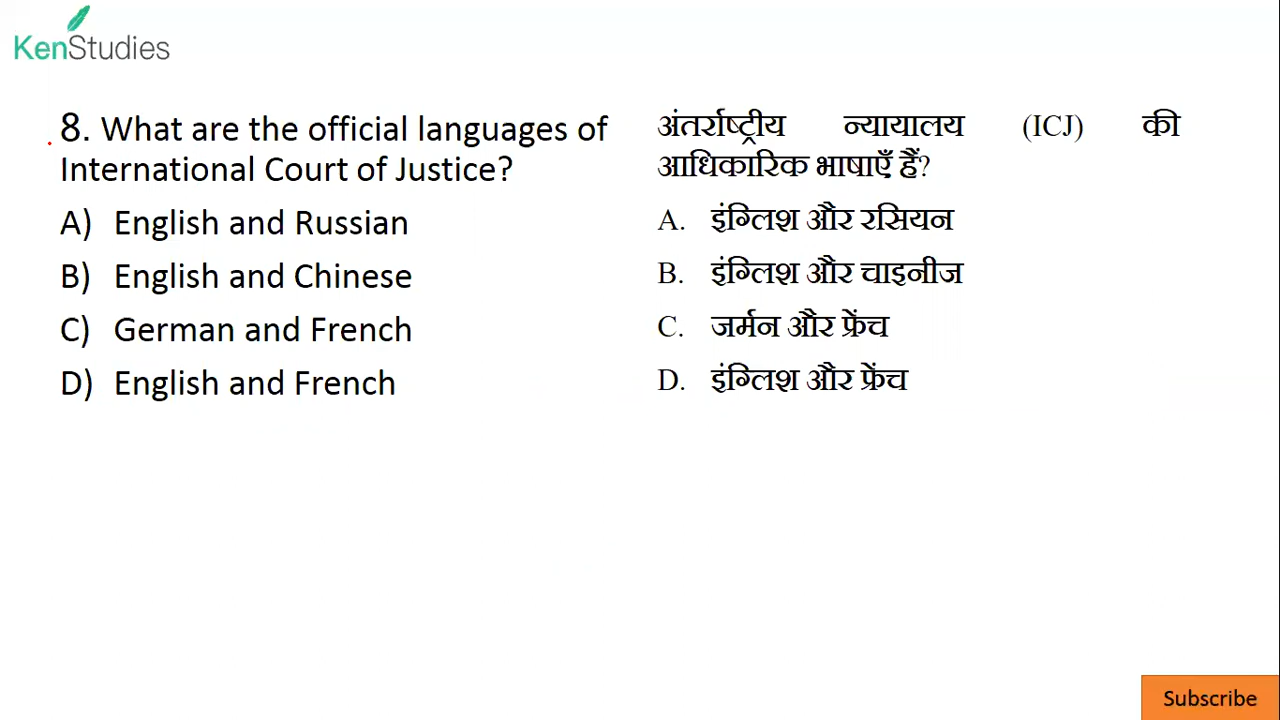 KenStudies
8. What are the official languages of
International Court of Justice?
A) English and Russian
B) English and Chinese
C) German and French
D) English and French
अंतर्राष्ट्रीय न्यायालय (ICJ) की
आधिकारिक भाषाएँ हैं?
A. इंग्लिश और रसियन
B. इंग्लिश और चाइनीज
C. जर्मन और फ्रेंच
D. इंग्लिश और फ्रेंच
Subscribe